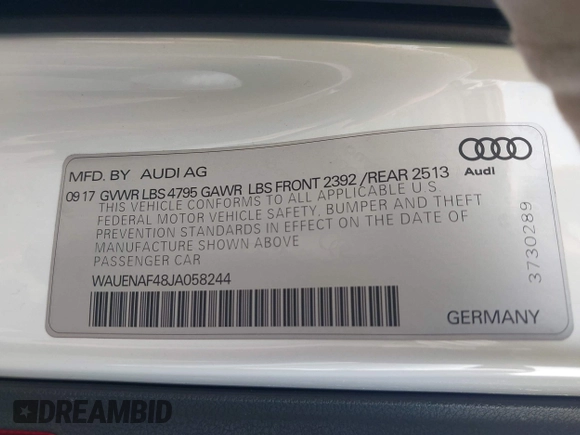 MFD. BY AUDI AG
Audi
09 17 GVWR LBS 4795 GAWR LBS FRONT 2392 /REAR 2513
THIS VEHICLE CONFORMS TO ALL APPLICABLE U.S.
FEDERAL MOTOR VEHICLE SAFETY, BUMPER AND THEFT
PREVENTION STANDARDS IN EFFECT ON THE DATE OF
MANUFACTURE SHOWN ABOVE
PASSENGER CAR
WAUENAF48JA058244
3730289
GERMANY
DREAMBID